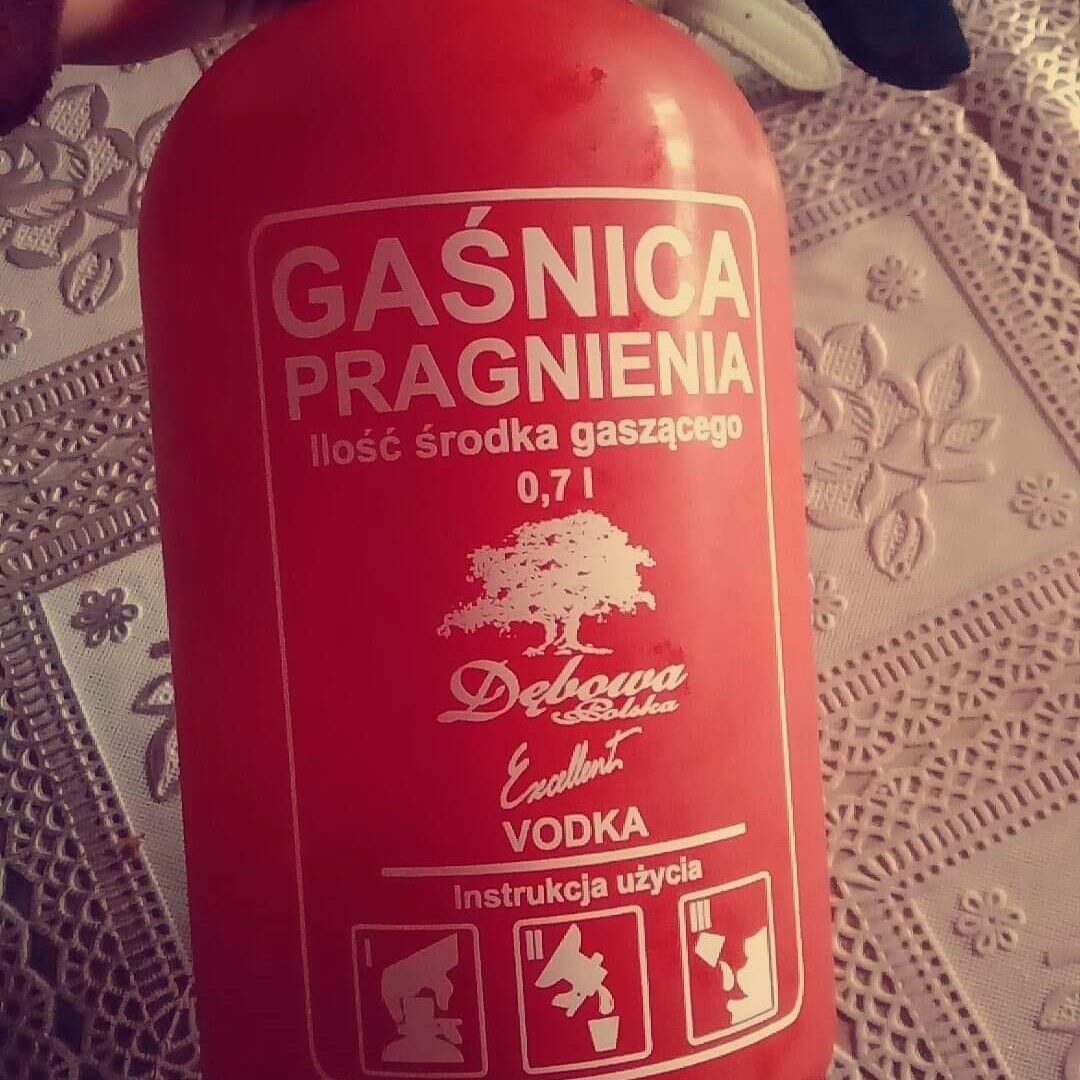 GAŚNICA
PRAGNIENIA
Ilość środka gaszącego
0,7 l
Dębowa
Polska
Excellent
VODKA
Instrukcja użycia
I II III